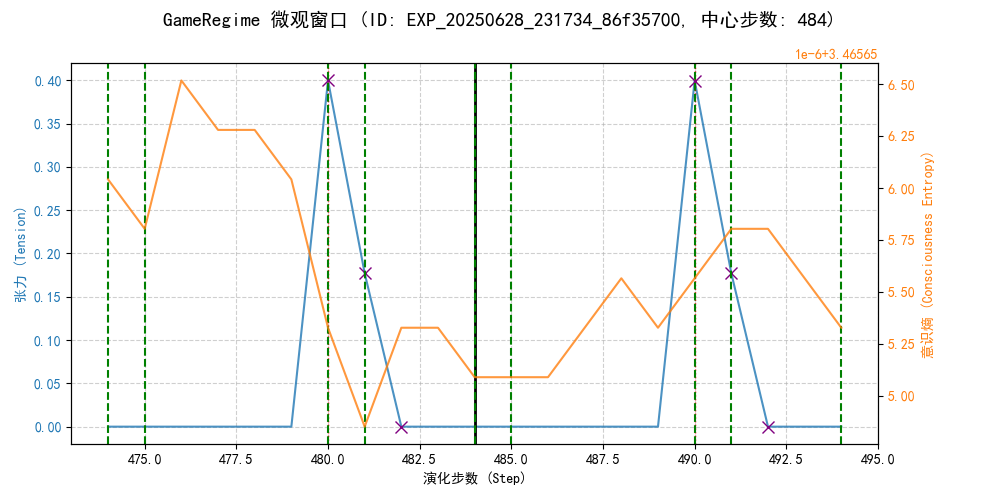 GameRegime 微观窗口 (ID: EXP_20250628_231734_86f35700, 中心步数: 484)
1e-6+3.46565
张力 (Tension)
0.40
0.35
0.30
0.25
0.20
0.15
0.10
0.05
0.00
6.50
6.25
6.00
5.75
5.50
5.25
5.00
意识熵 (Consciousness Entropy)
475.0 477.5 480.0 482.5 485.0 487.5 490.0 492.5 495.0
演化步数 (Step)